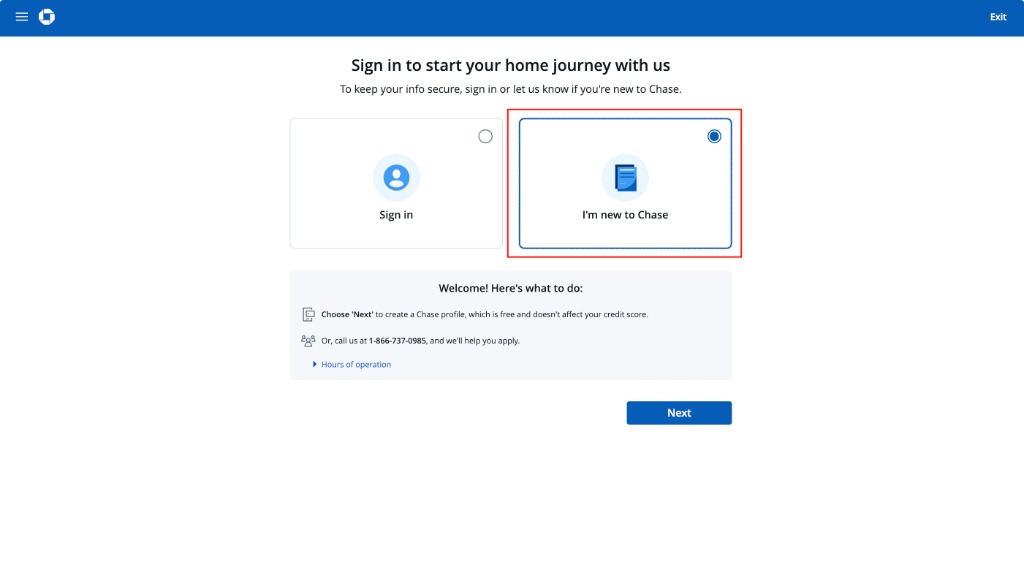 Exit
Sign in to start your home journey with us
To keep your info secure, sign in or let us know if you're new to Chase.
Sign in
I'm new to Chase
Welcome! Here's what to do:
Choose 'Next' to create a Chase profile, which is free and doesn't affect your credit score.
Or, call us at 1-866-737-0985, and we'll help you apply.
Hours of operation
Next